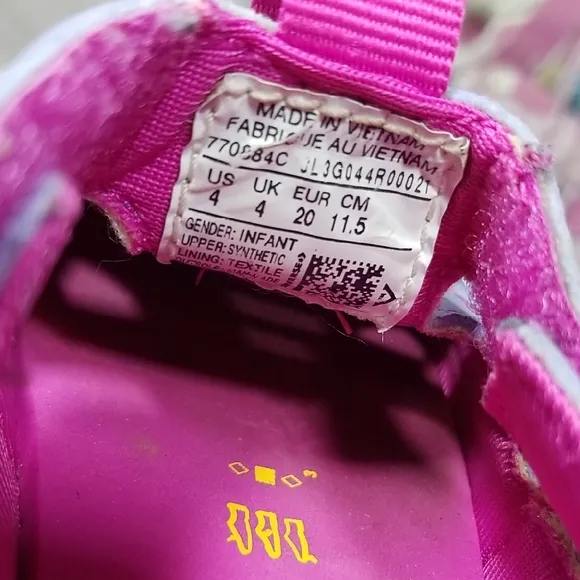 MADE IN VIETNAM
FABRIQUE AU VIETNAM
770884C JL3G044R00021
US UK EUR CM
4 4 20 11.5
GENDER: INFANT
UPPER: SYNTHETIC
LINING: TEXTILE